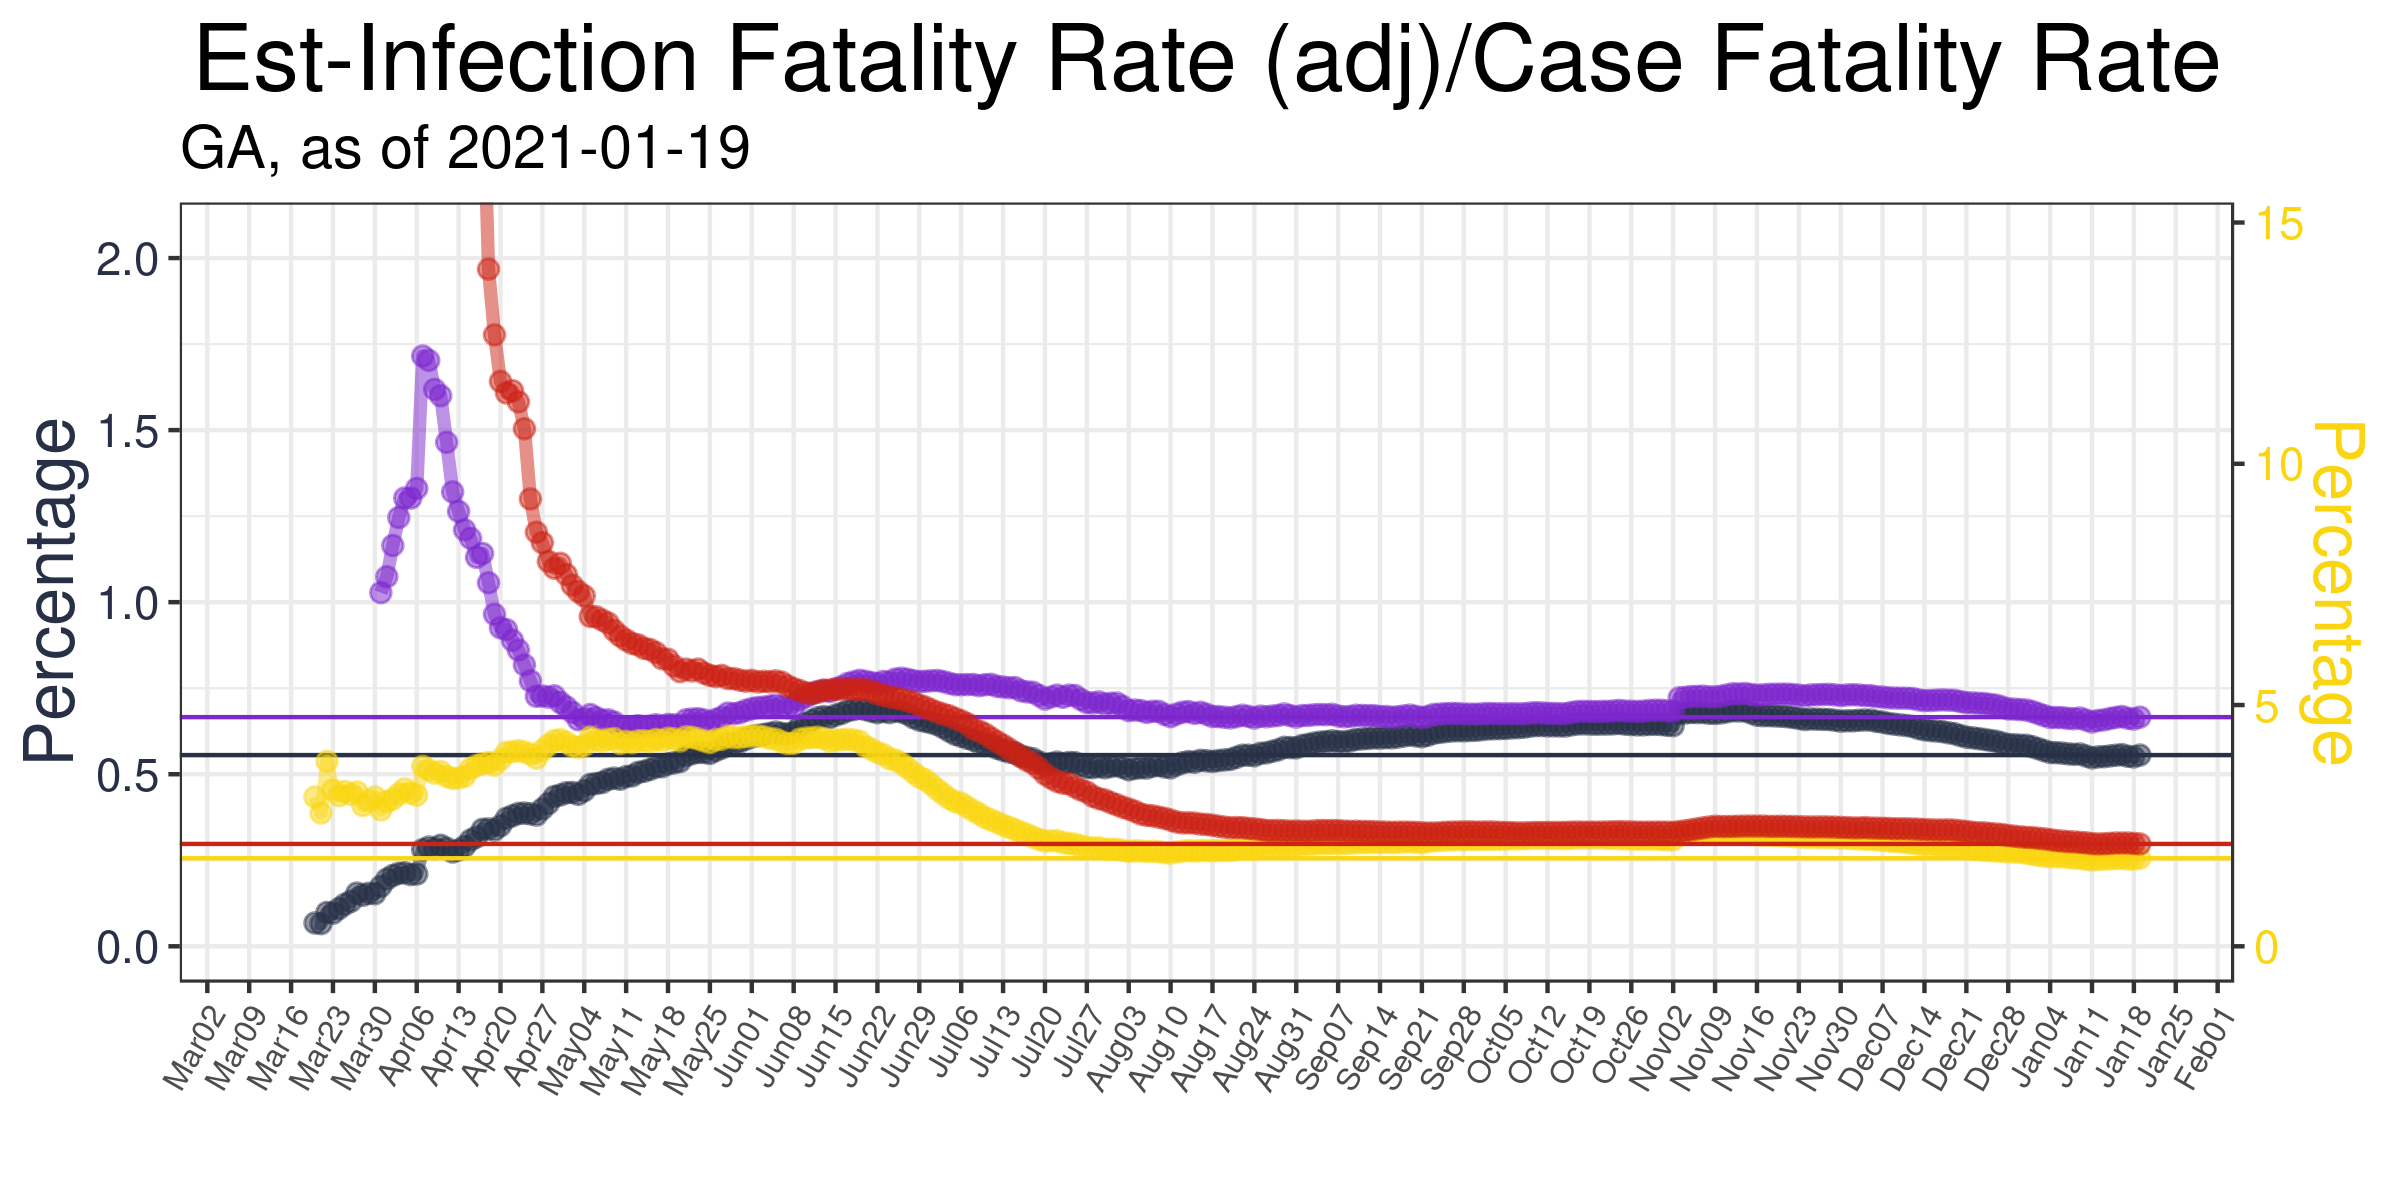 Est-Infection Fatality Rate (adj)/Case Fatality Rate
GA, as of 2021-01-19
Percentage
2.0
1.5
1.0
0.5
0.0
15
10
5
0
Percentage
Mar02 Mar09 Mar16 Mar23 Mar30 Apr06 Apr13 Apr20 Apr27 May04 May11 May18 May25 Jun01 Jun08 Jun15 Jun22 Jun29 Jul06 Jul13 Jul20 Jul27 Aug03 Aug10 Aug17 Aug24 Aug31 Sep07 Sep14 Sep21 Sep28 Oct05 Oct12 Oct19 Oct26 Nov02 Nov09 Nov16 Nov23 Nov30 Dec07 Dec14 Dec21 Dec28 Jan04 Jan11 Jan18 Jan25 Feb01